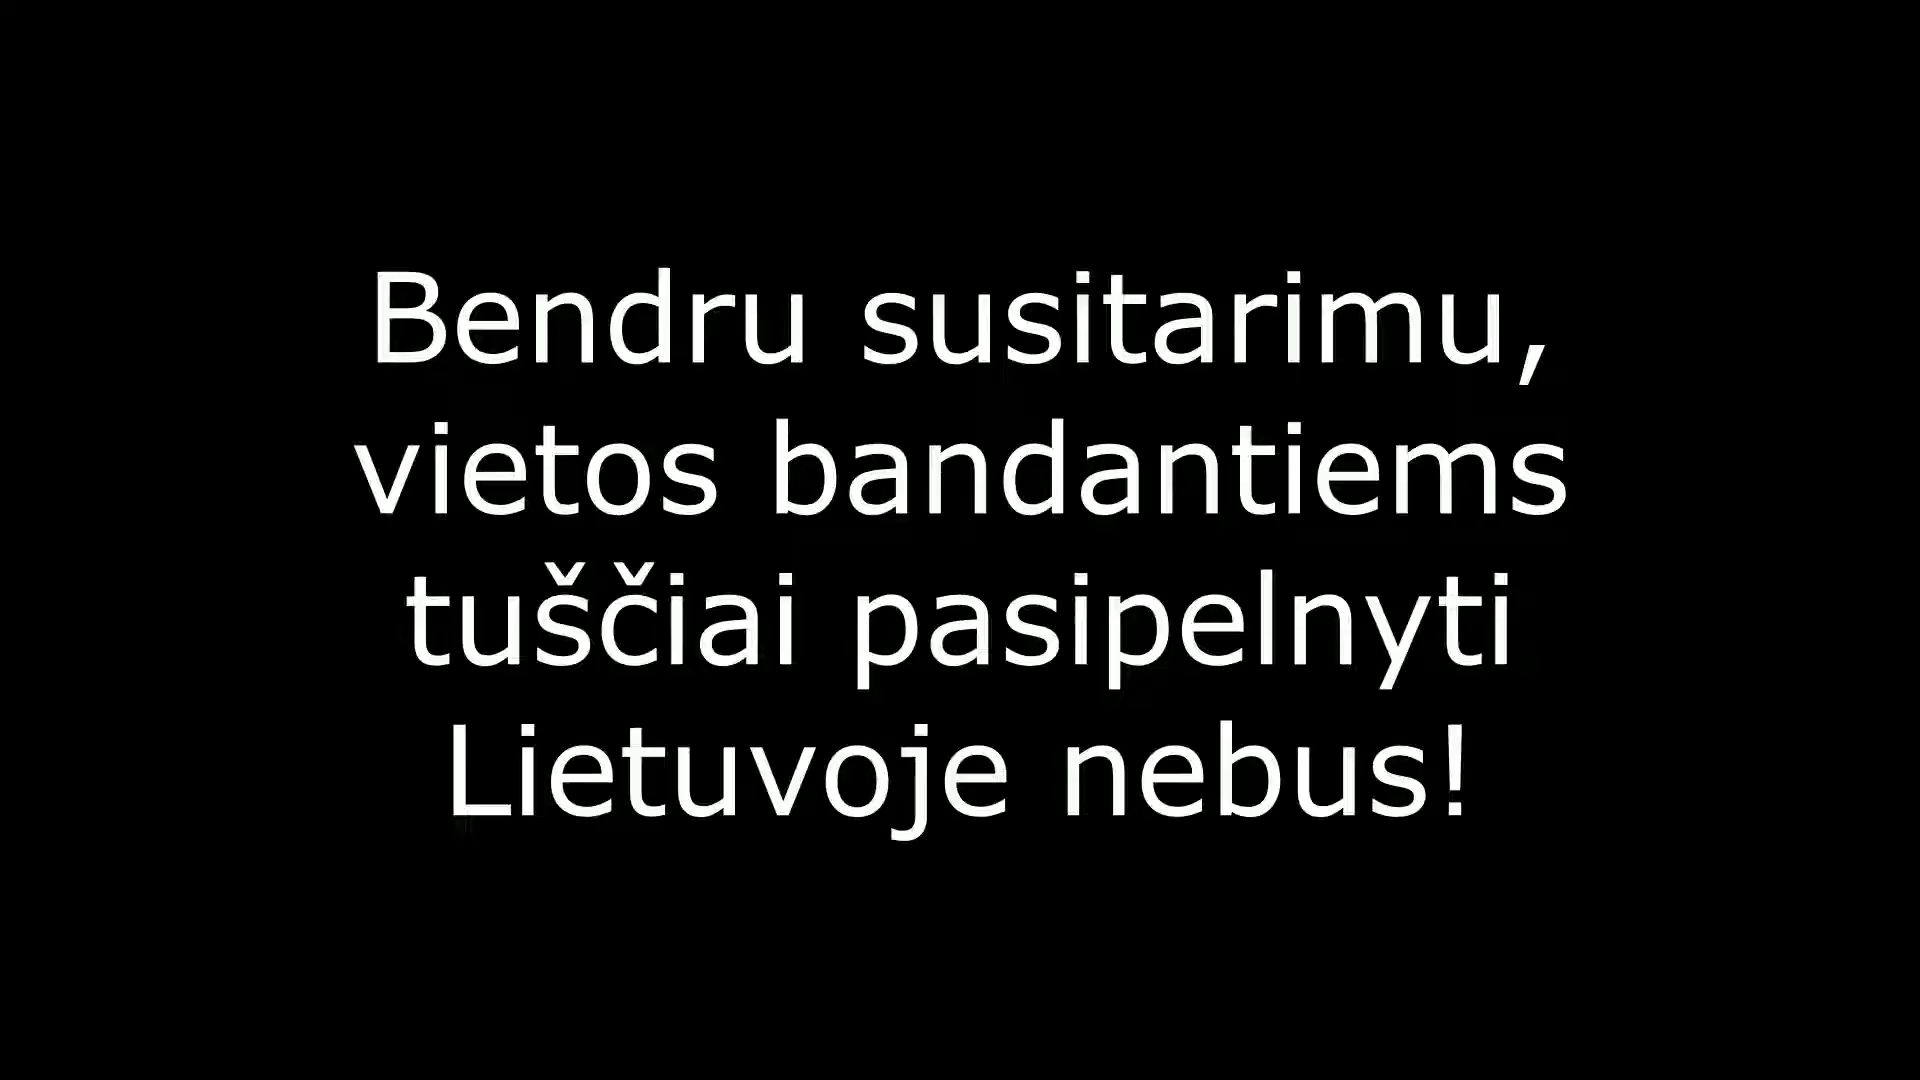 Bendru susitarimu,
vietos bandantiems
tuščiai pasipelnyti
Lietuvoje nebus!